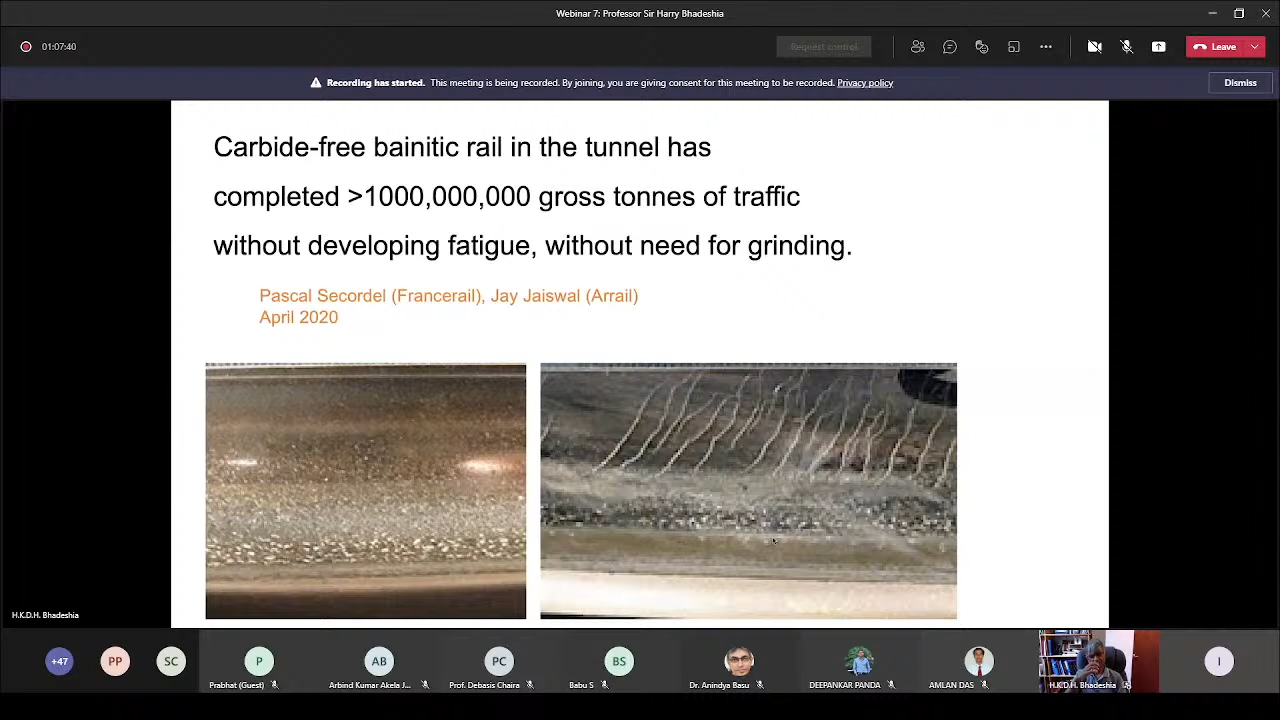 Webinar 7: Professor Sir Harry Bhadeshia
01:07:40
Request control
Leave
Recording has started. This meeting is being recorded. By joining, you are giving consent for this meeting to be recorded. Privacy policy
Dismiss
Carbide-free bainitic rail in the tunnel has
completed >1000,000,000 gross tonnes of traffic
without developing fatigue, without need for grinding.
Pascal Secordel (Francerail), Jay Jaiswal (Arrail)
April 2020
H.K.D.H. Bhadeshia
+47
PP
SC
P
AB
PC
BS
I
Prabhat (Guest)
Arbind Kumar Akela J...
Prof. Debasis Chaira
Babu S
Dr. Anindya Basu
DEEPANKAR PANDA
AMLAN DAS
H.K.D.H. Bhadeshia